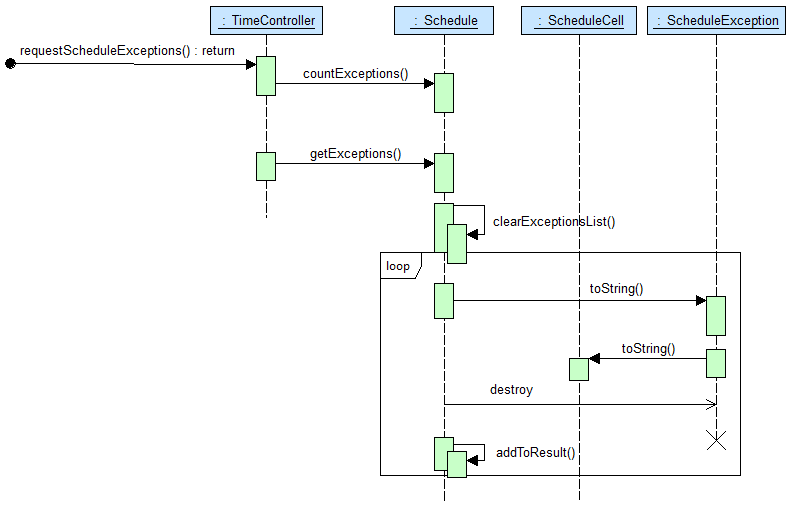 : TimeController
: Schedule
: ScheduleCell
: ScheduleException
requestScheduleExceptions() : return
countExceptions()
getExceptions()
clearExceptionsList()
loop
toString()
toString()
destroy
addToResult()